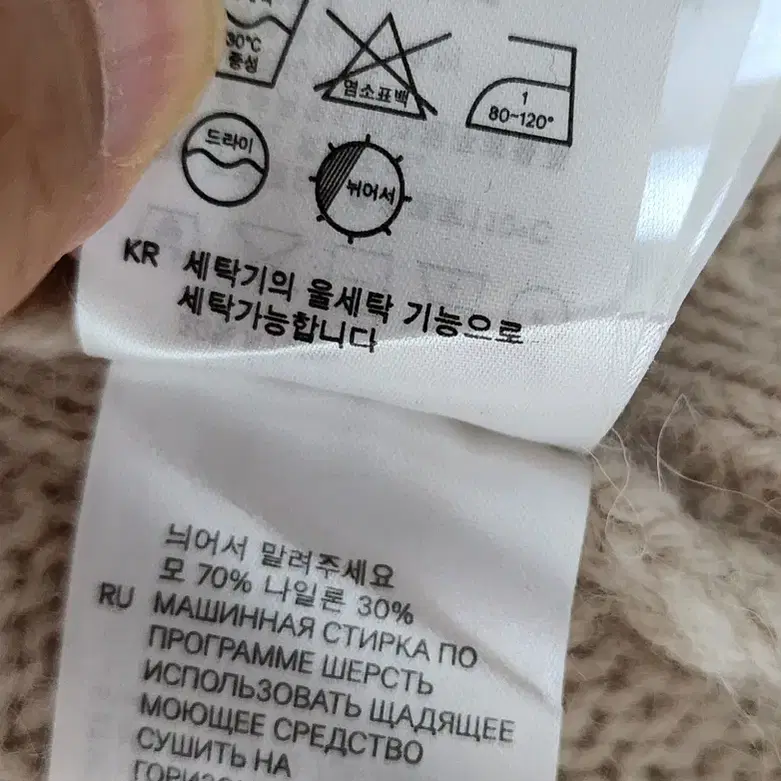 30℃
중성
염소표백
1
80~120°
드라이
뉘어서
KR 세탁기의 울세탁 기능으로
세탁가능합니다
늬어서 말려주세요
모 70% 나일론 30%
RU МАШИННАЯ СТИРКА ПО
ПРОГРАММЕ ШЕРСТЬ
ИСПОЛЬЗОВАТЬ ЩАДЯЩЕЕ
МОЮЩЕЕ СРЕДСТВО
СУШИТЬ НА